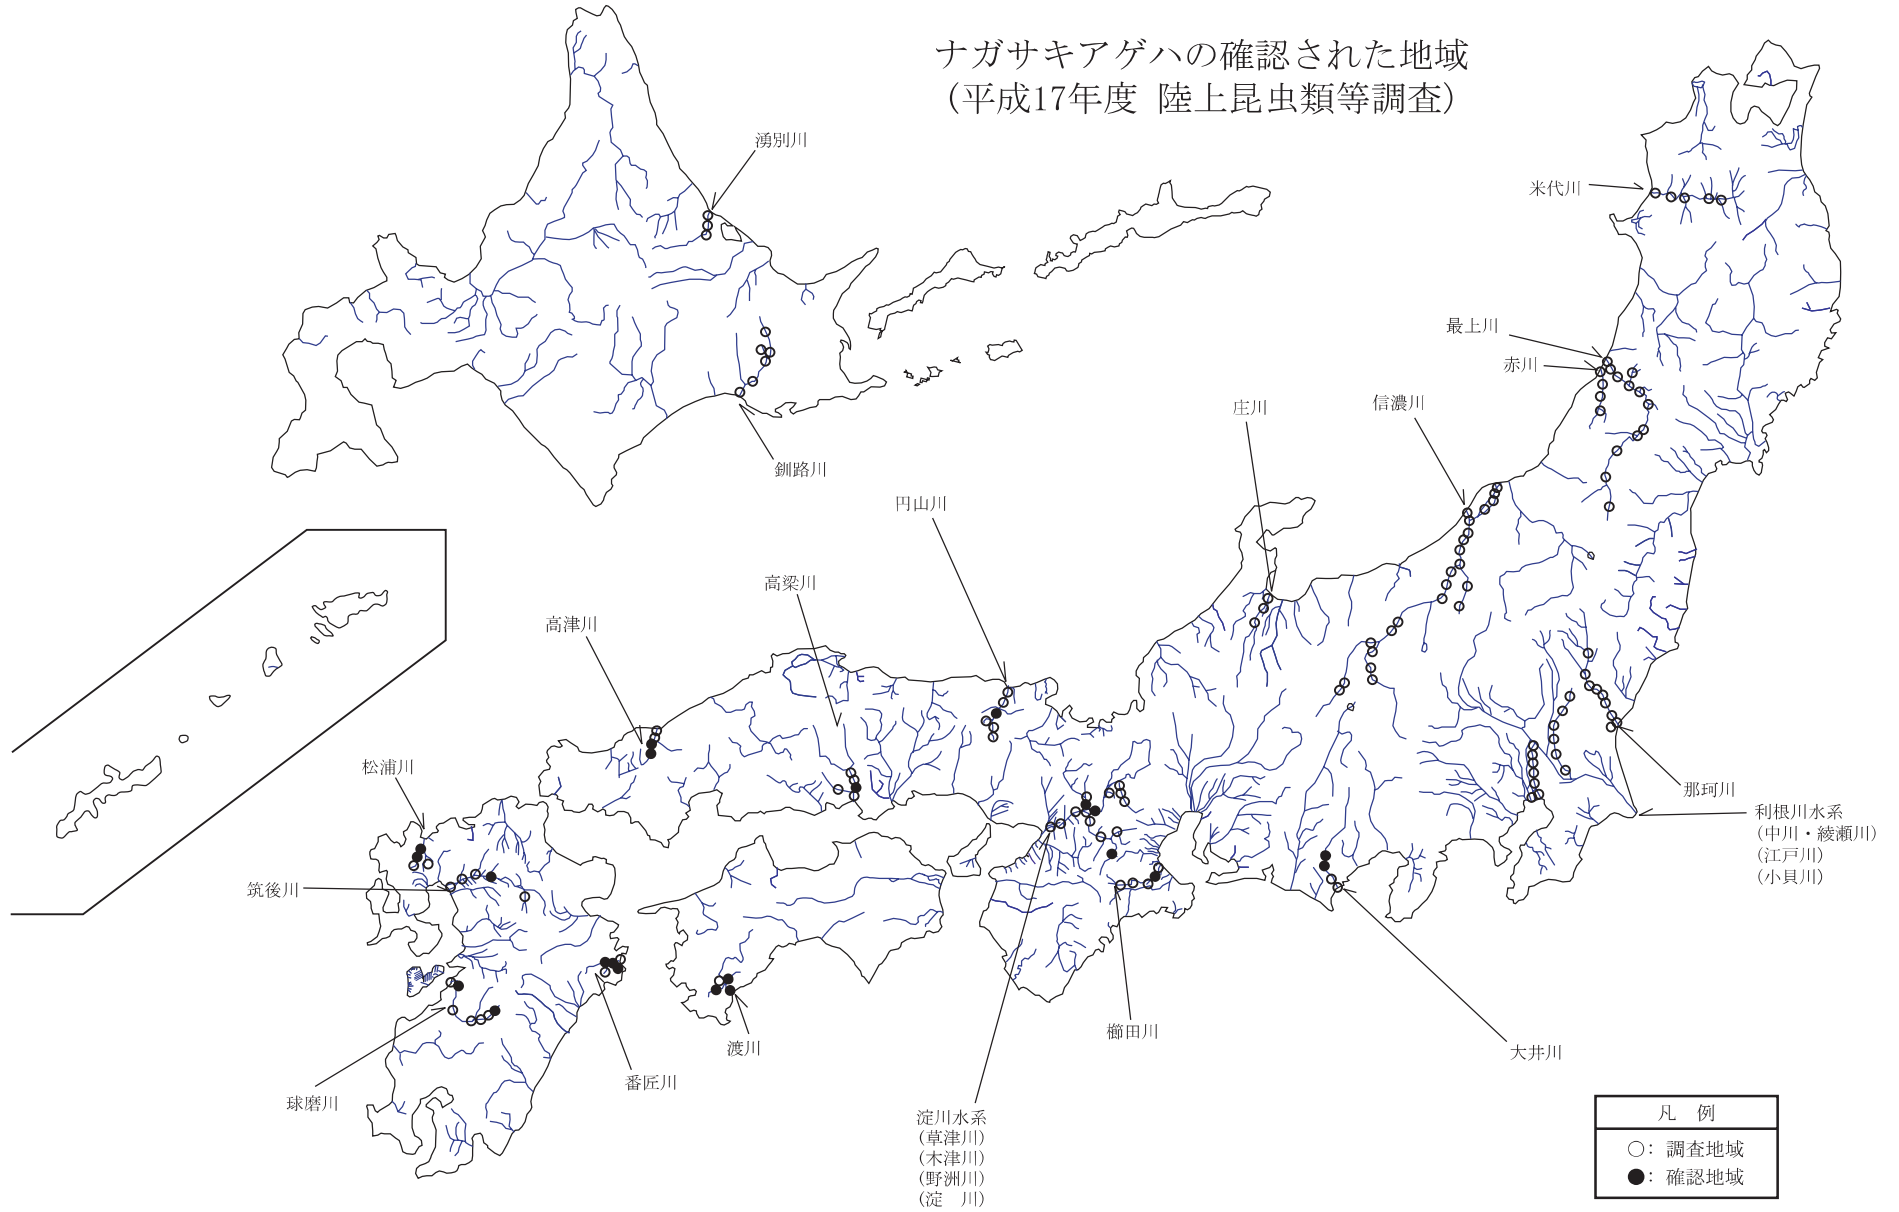 ナガサキアゲハの確認された地域
(平成17年度 陸上昆虫類等調査)
湧別川
米代川
最上川
赤川
庄川
信濃川
釧路川
円山川
高梁川
高津川
松浦川
那珂川
利根川水系
(中川・綾瀬川)
(江戸川)
(小貝川)
筑後川
櫛田川
渡川
大井川
番匠川
球磨川
淀川水系
(草津川)
(木津川)
(野洲川)
(淀　川)
凡　例
○： 調査地域
●： 確認地域